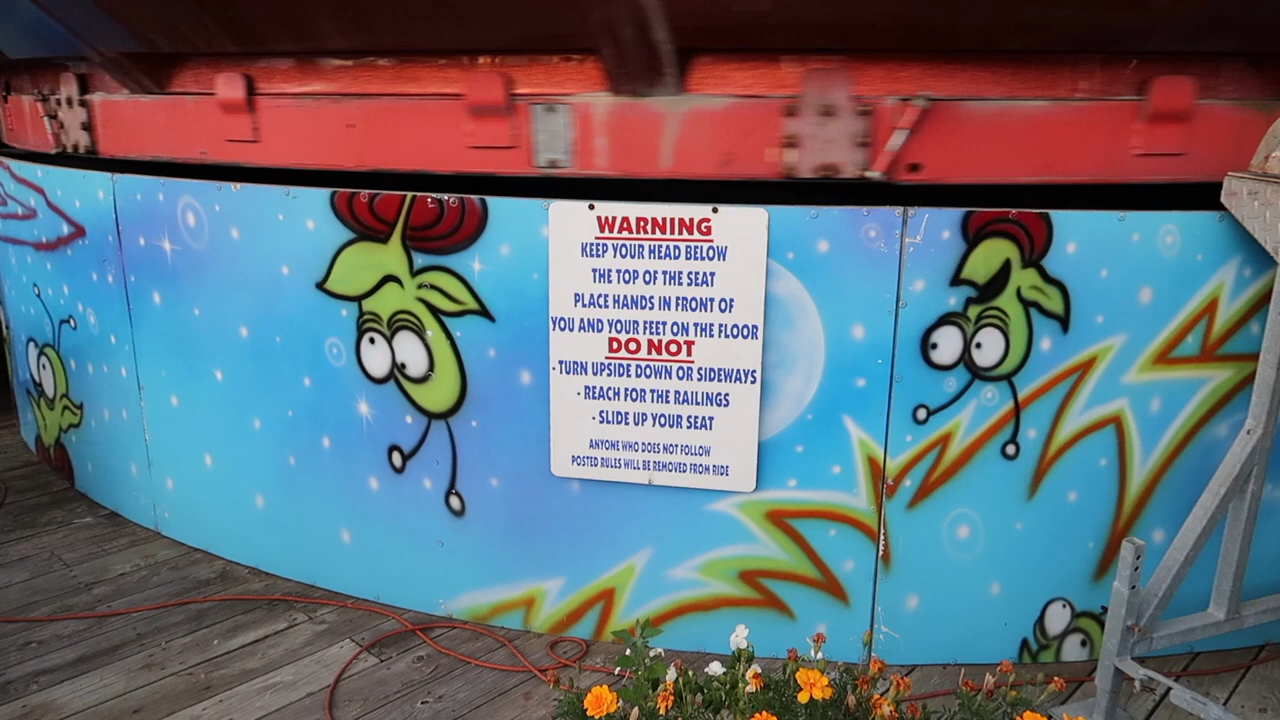 WARNING
KEEP YOUR HEAD BELOW
THE TOP OF THE SEAT
PLACE HANDS IN FRONT OF
YOU AND YOUR FEET ON THE FLOOR
DO NOT
- TURN UPSIDE DOWN OR SIDEWAYS
- REACH FOR THE RAILINGS
- SLIDE UP YOUR SEAT
ANYONE WHO DOES NOT FOLLOW
POSTED RULES WILL BE REMOVED FROM RIDE